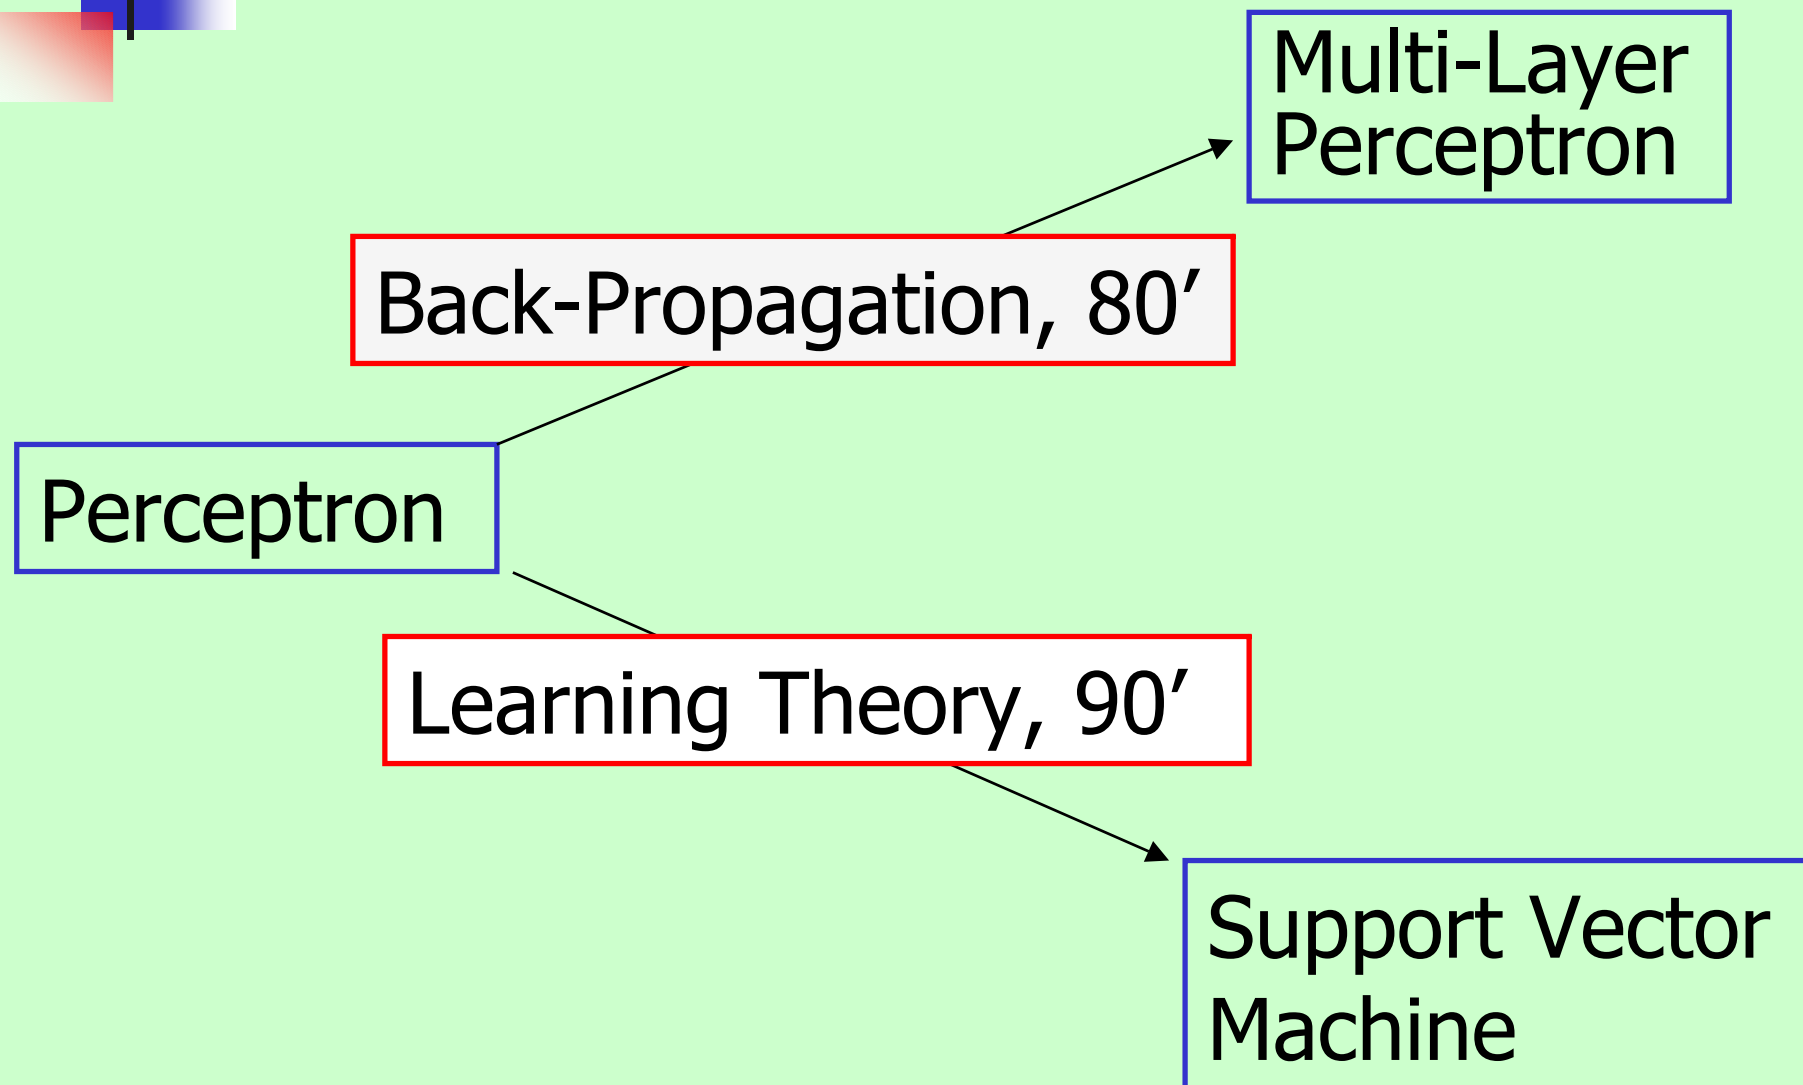 Multi-Layer
Perceptron
Back-Propagation, 80′
Perceptron
Learning Theory, 90′
Support Vector
Machine